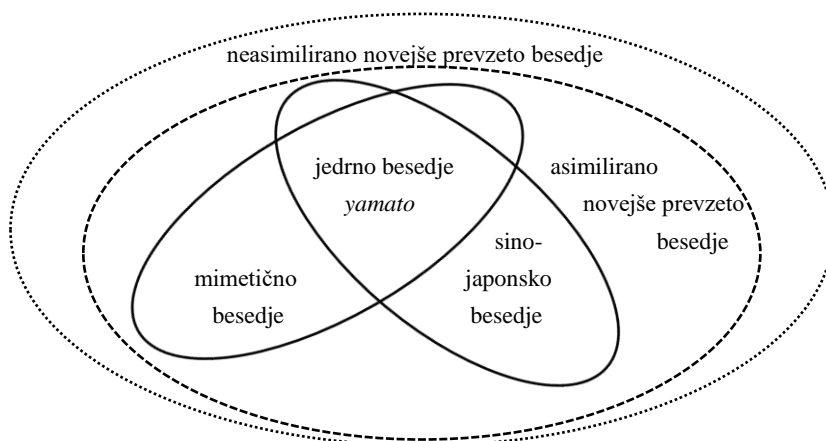 neasimilirano novejše prevzeto besedje
jedrno besedje
yamato
asimilirano
novejše prevzeto
besedje
mimetično
besedje
sino-
japonsko
besedje